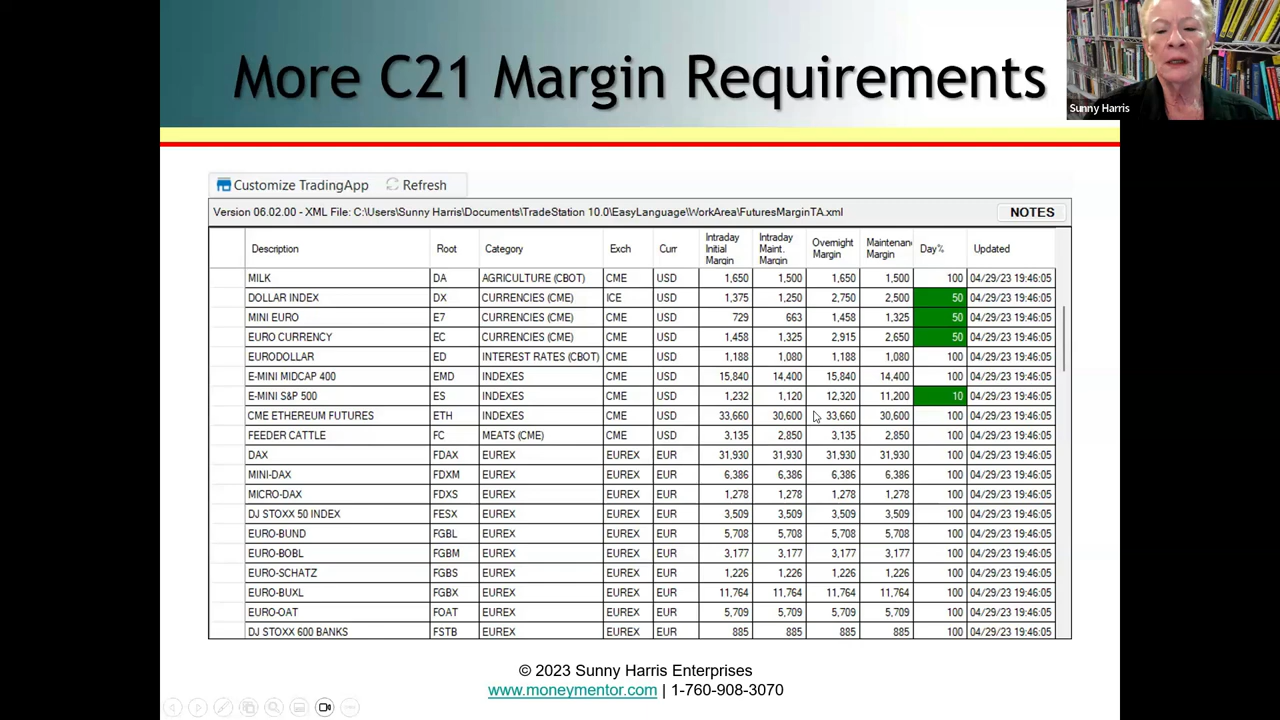 More C21 Margin Requirements
Sunny Harris
Customize TradingApp Refresh
Version 06.02.00 - XML File: C:\Users\Sunny Harris\Documents\TradeStation 10.0\EasyLanguage\WorkArea\FuturesMarginTA.xml NOTES
Description Root Category Exch Curr Intraday Initial Margin Intraday Maint. Margin Overnight Margin Maintenan Margin Day% Updated
MILK DA AGRICULTURE (CBOT) CME USD 1,650 1,500 1,650 1,500 100 04/29/23 19:46:05
DOLLAR INDEX DX CURRENCIES (CME) ICE USD 1,375 1,250 2,750 2,500 50 04/29/23 19:46:05
MINI EURO E7 CURRENCIES (CME) CME USD 729 663 1,458 1,325 50 04/29/23 19:46:05
EURO CURRENCY EC CURRENCIES (CME) CME USD 1,458 1,325 2,915 2,650 50 04/29/23 19:46:05
EURODOLLAR ED INTEREST RATES (CBOT) CME USD 1,188 1,080 1,188 1,080 100 04/29/23 19:46:05
E-MINI MIDCAP 400 EMD INDEXES CME USD 15,840 14,400 15,840 14,400 100 04/29/23 19:46:05
E-MINI S&P 500 ES INDEXES CME USD 1,232 1,120 12,320 11,200 10 04/29/23 19:46:05
CME ETHEREUM FUTURES ETH INDEXES CME USD 33,660 30,600 33,660 30,600 100 04/29/23 19:46:05
FEEDER CATTLE FC MEATS (CME) CME USD 3,135 2,850 3,135 2,850 100 04/29/23 19:46:05
DAX FDAX EUREX EUREX EUR 31,930 31,930 31,930 31,930 100 04/29/23 19:46:05
MINI-DAX FDXM EUREX EUREX EUR 6,386 6,386 6,386 6,386 100 04/29/23 19:46:05
MICRO-DAX FDXS EUREX EUREX EUR 1,278 1,278 1,278 1,278 100 04/29/23 19:46:05
DJ STOXX 50 INDEX FESX EUREX EUREX EUR 3,509 3,509 3,509 3,509 100 04/29/23 19:46:05
EURO-BUND FGBL EUREX EUREX EUR 5,708 5,708 5,708 5,708 100 04/29/23 19:46:05
EURO-BOBL FGBM EUREX EUREX EUR 3,177 3,177 3,177 3,177 100 04/29/23 19:46:05
EURO-SCHATZ FGBS EUREX EUREX EUR 1,226 1,226 1,226 1,226 100 04/29/23 19:46:05
EURO-BUXL FGBX EUREX EUREX EUR 11,764 11,764 11,764 11,764 100 04/29/23 19:46:05
EURO-OAT FOAT EUREX EUREX EUR 5,709 5,709 5,709 5,709 100 04/29/23 19:46:05
DJ STOXX 600 BANKS FSTB EUREX EUREX EUR 885 885 885 885 100 04/29/23 19:46:05
© 2023 Sunny Harris Enterprises
www.moneymentor.com | 1-760-908-3070